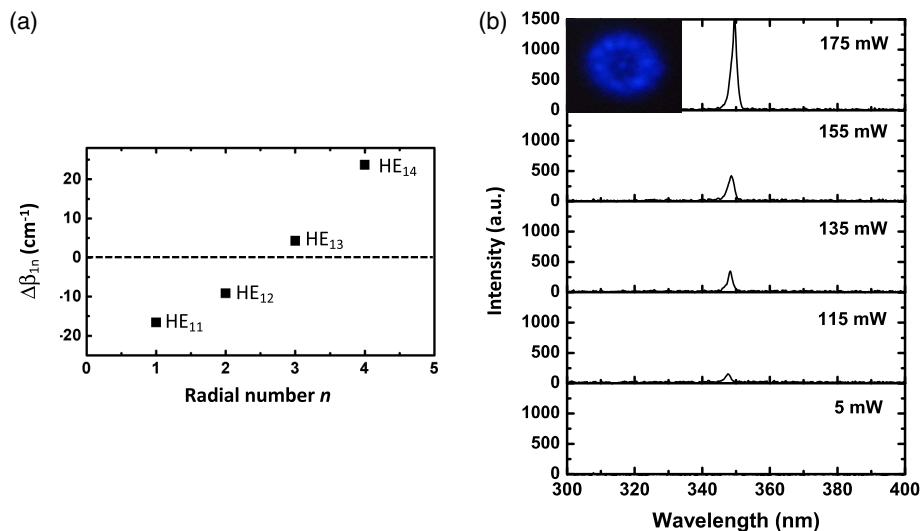 (a)
20
10
0
-10
-20
Δβ1n (cm-1)
HE11
HE12
HE13
HE14
0 1 2 3 4 5
Radial number n
(b)
Intensity (a.u.)
1500
1000
500
0
175 mW
1000
500
0
155 mW
1000
500
0
135 mW
1000
500
0
115 mW
1000
500
0
5 mW
300 320 340 360 380 400
Wavelength (nm)